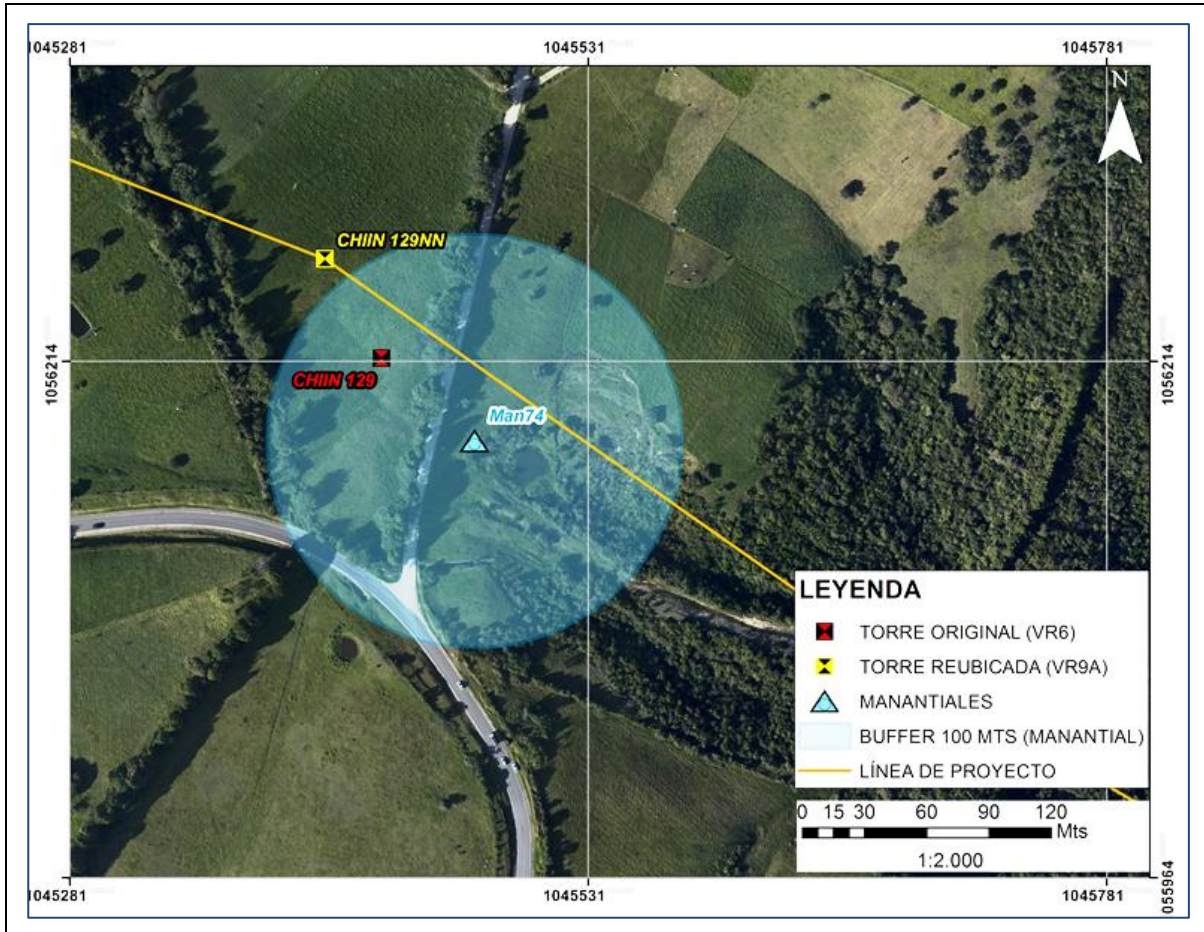 1045281 1045531 1045781
N
CHIIN 129NN
1056214 1056214
CHIIN 129
Man74
LEYENDA
TORRE ORIGINAL (VR6)
TORRE REUBICADA (VR9A)
MANANTIALES
BUFFER 100 MTS (MANANTIAL)
LÍNEA DE PROYECTO
0 15 30 60 90 120
Mts
1:2.000
055964
1045281 1045531 1045781